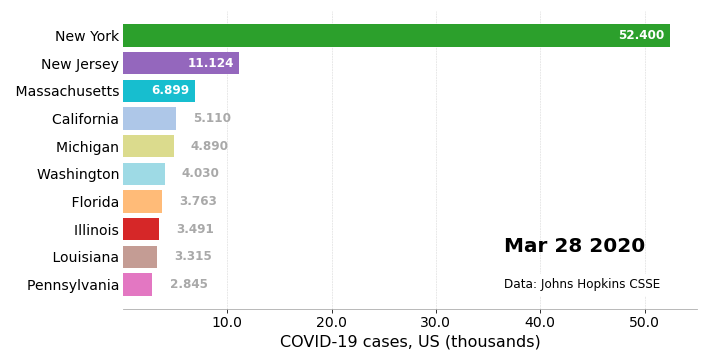 New York 52.400
New Jersey 11.124
Massachusetts 6.899
California 5.110
Michigan 4.890
Washington 4.030
Florida 3.763
Illinois 3.491
Louisiana 3.315
Pennsylvania 2.845
Mar 28 2020
Data: Johns Hopkins CSSE
10.0 20.0 30.0 40.0 50.0
COVID-19 cases, US (thousands)